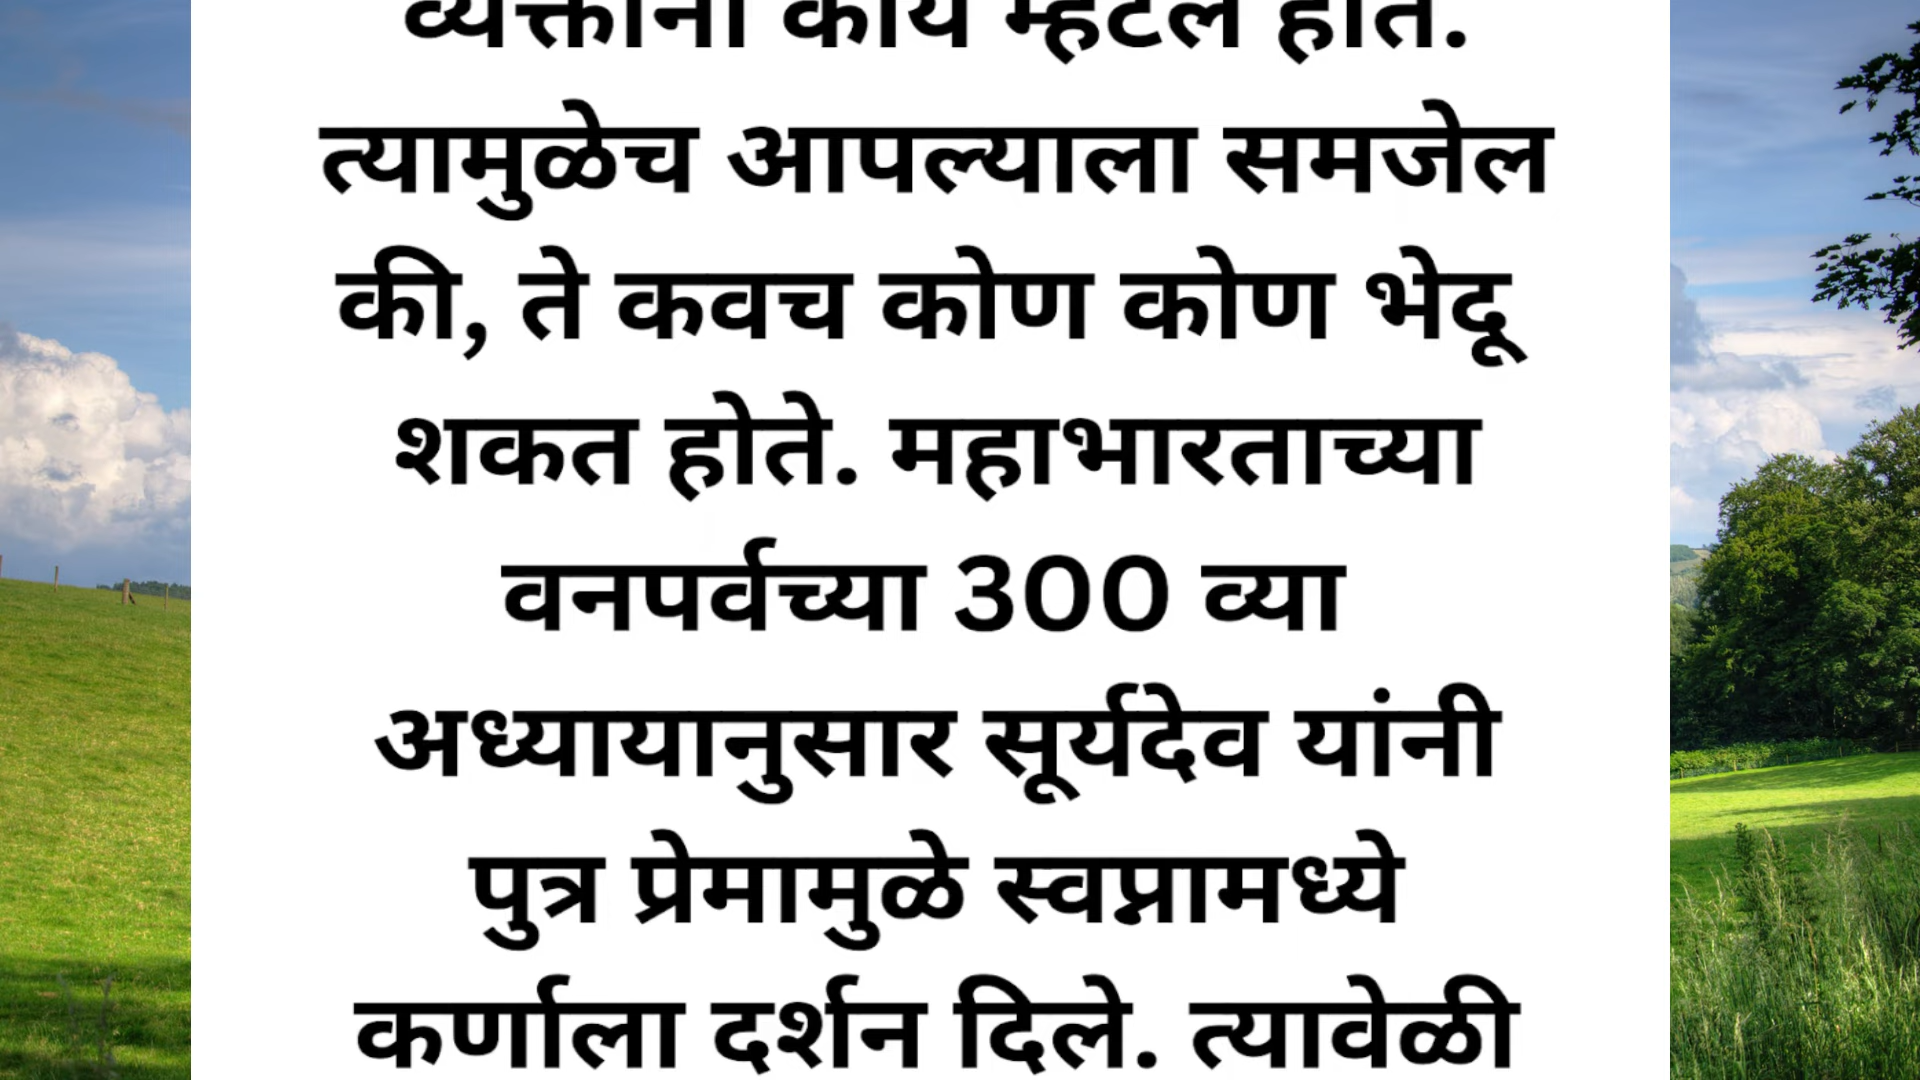 व्यक्तींनी काय म्हटले होते.
त्यामुळेच आपल्याला समजेल
की, ते कवच कोण कोण भेदू
शकत होते. महाभारताच्या
वनपर्वच्या 300 व्या
अध्यायानुसार सूर्यदेव यांनी
पुत्र प्रेमामुळे स्वप्नामध्ये
कर्णाला दर्शन दिले. त्यावेळी